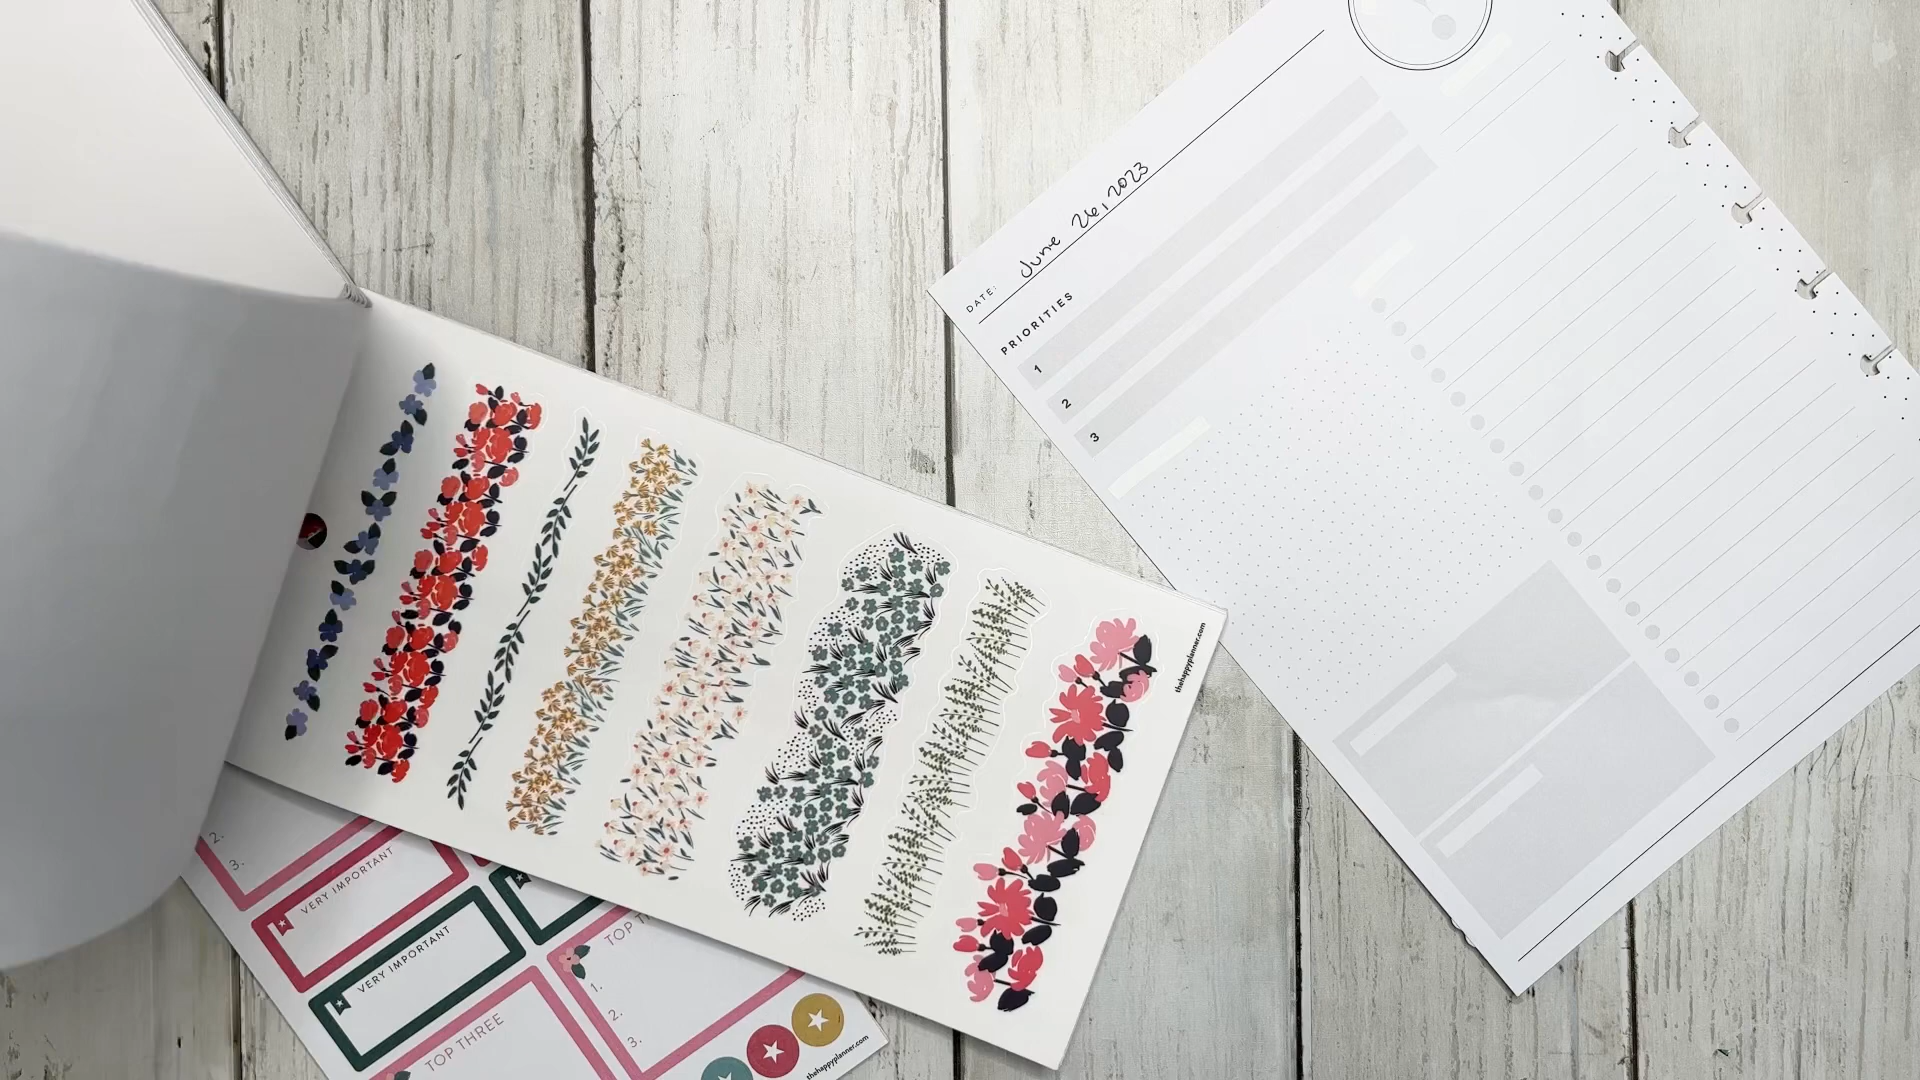 DATE:
June 26, 2023
PRIORITIES
1
2
3
thehappyplanner.com
2.
3.
VERY IMPORTANT
VERY IMPORTANT
TOP THREE
TOP
1.
2.
3.
thehappyplanner.com